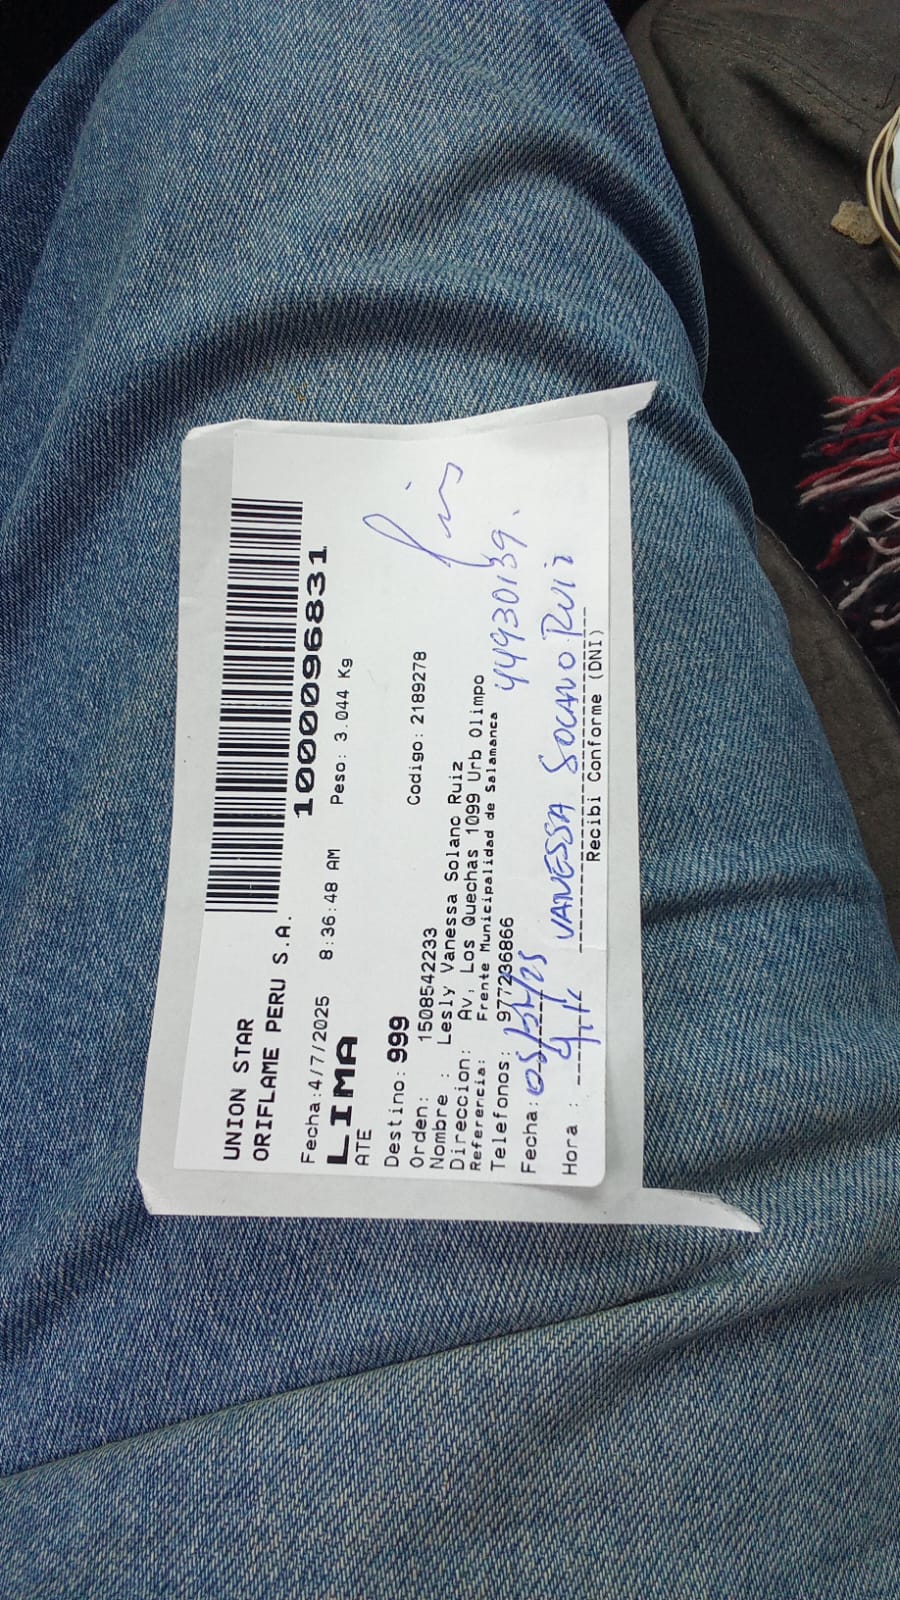 UNION STAR
ORIFLAME PERU S.A.
1000096831
Fecha:4/7/2025 8:36:48 AM Peso: 3.044 Kg
LIMA
ATE
Destino: 999
Orden: 1508542233 Codigo: 2189278
Nombre : Lesly Vanessa Solano Ruiz
Direccion: Av, Los Quechas 1099 Urb Olimpo
Referencia: Frente Municipalidad de Salamanca
Telefonos: 977236866 44930139.
Fecha:
Hora : VANESSA SOLANO RUIZ
Recibi Conforme (DNI)